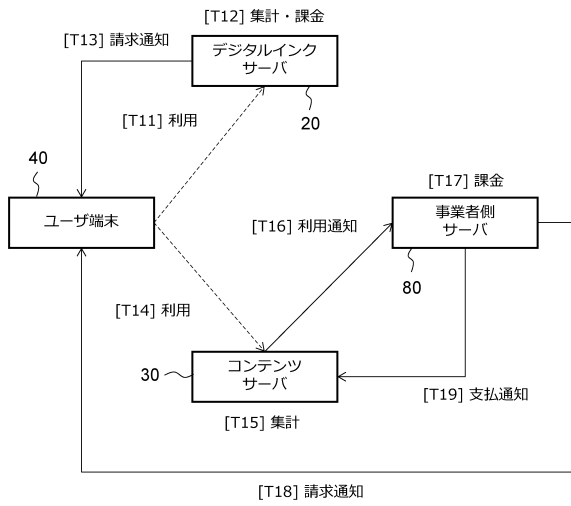 [T12] 集計・課金
[T13] 請求通知
デジタルインク
サーバ
20
[T11] 利用
40
ユーザ端末
[T17] 課金
事業者側
サーバ
80
[T16] 利用通知
[T14] 利用
30
コンテンツ
サーバ
[T15] 集計
[T19] 支払通知
[T18] 請求通知